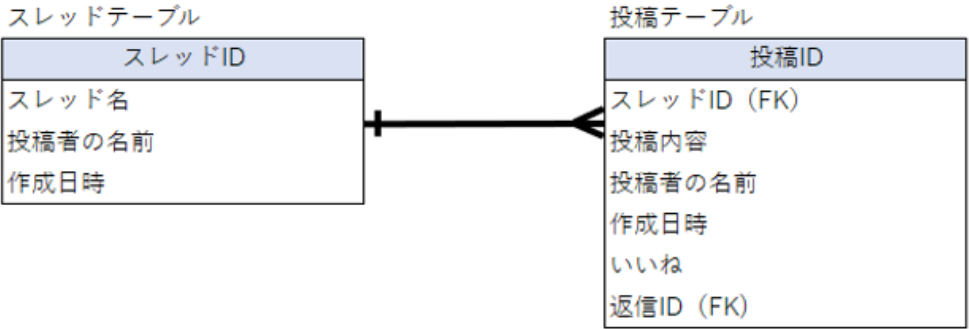 スレッドテーブル
スレッドID
スレッド名
投稿者の名前
作成日時
投稿テーブル
投稿ID
スレッドID（FK）
投稿内容
投稿者の名前
作成日時
いいね
返信ID（FK）